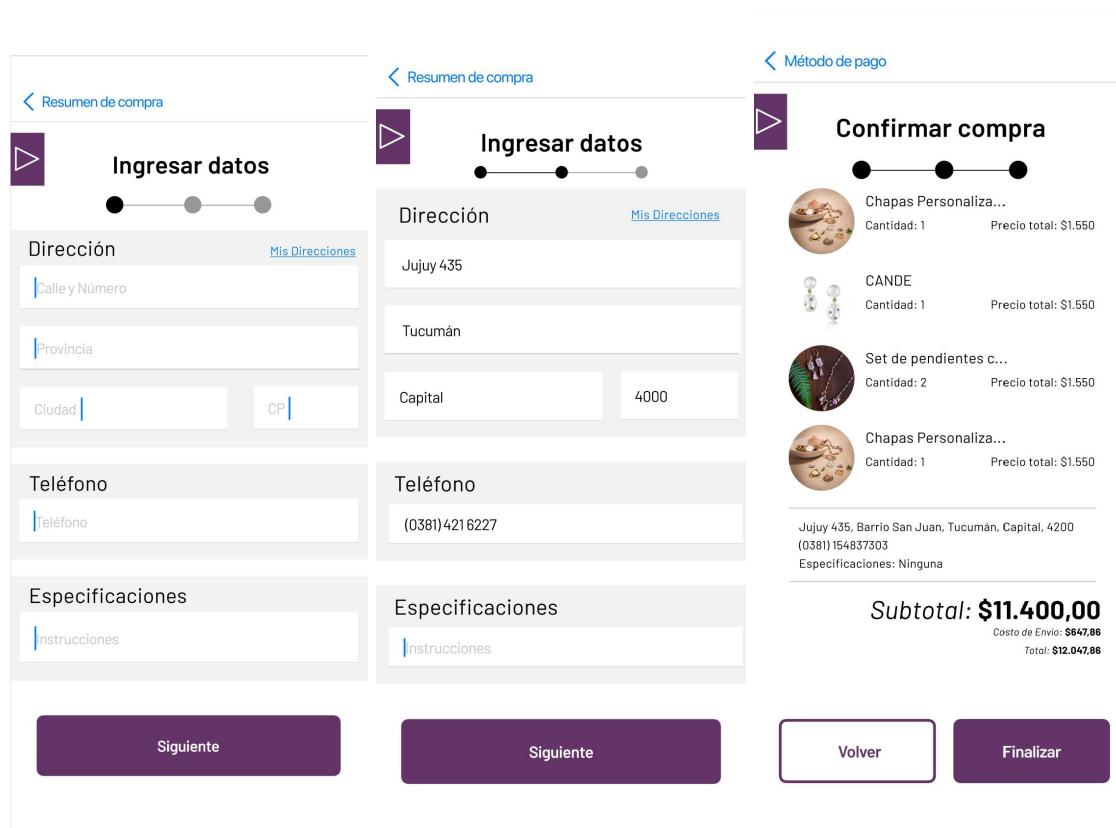 Resumen de compra
Ingresar datos
Dirección
Mis Direcciones
Calle y Número
Provincia
Ciudad
CP
Teléfono
Teléfono
Especificaciones
Instrucciones
Siguiente
Resumen de compra
Ingresar datos
Dirección
Mis Direcciones
Jujuy 435
Tucumán
Capital
4000
Teléfono
(0381) 421 6227
Especificaciones
Instrucciones
Siguiente
Método de pago
Confirmar compra
Chapas Personaliza...
Cantidad: 1 Precio total: $1.550
CANDE
Cantidad: 1 Precio total: $1.550
Set de pendientes c...
Cantidad: 2 Precio total: $1.550
Chapas Personaliza...
Cantidad: 1 Precio total: $1.550
Jujuy 435, Barrio San Juan, Tucumán, Capital, 4200
(0381) 154837303
Especificaciones: Ninguna
Subtotal: $11.400,00
Costo de Envío: $647,86
Total: $12.047,86
Volver
Finalizar